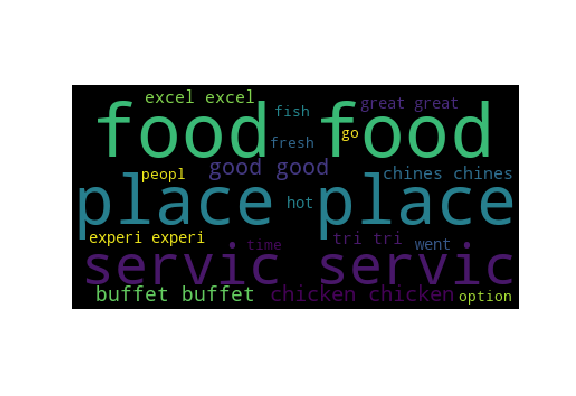 excel excel
great great
fish
food food
go
fresh
good good
peopl
chines chines
place place
hot
experi experi
time
tri tri
went
servic servic
buffet buffet
chicken chicken
option